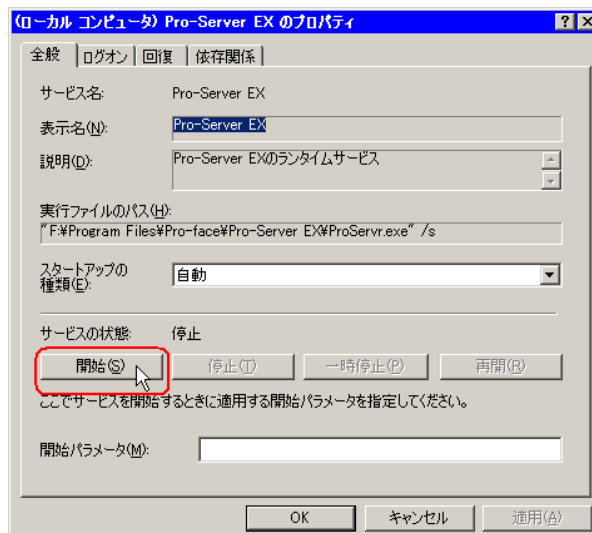 (ローカル コンピュータ) Pro-Server EX のプロパティ
全般 ログオン 回復 依存関係
サービス名: Pro-Server EX
表示名(N): Pro-Server EX
説明(D): Pro-Server EXのランタイムサービス
実行ファイルのパス(H):
"F:¥Program Files¥Pro-face¥Pro-Server EX¥ProServr.exe" /s
スタートアップの
種類(E): 自動
サービスの状態: 停止
開始(S) 停止(T) 一時停止(P) 再開(R)
ここでサービスを開始するときに適用する開始パラメータを指定してください。
開始パラメータ(M):
OK キャンセル 適用(A)